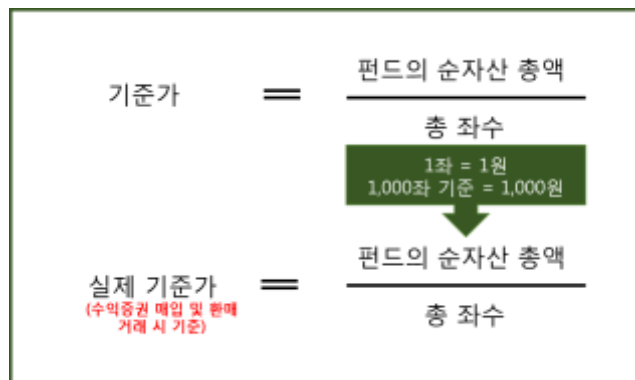 펀드의 순자산 총액
기준가 =
총 좌수
1좌 = 1원
1,000좌 기준 = 1,000원
펀드의 순자산 총액
실제 기준가 =
(수익증권 매입 및 환매
거래 시 기준)
총 좌수